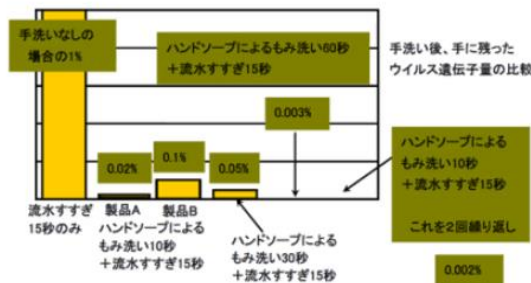 手洗いなしの
場合の1%
ハンドソープによるもみ洗い60秒
＋流水すすぎ15秒
手洗い後、手に残った
ウイルス遺伝子量の比較
0.003%
0.02%
0.1%
0.05%
ハンドソープによる
もみ洗い10秒
＋流水すすぎ15秒
これを2回繰り返し
0.002%
流水すすぎ
15秒のみ
製品A
製品B
ハンドソープによる
もみ洗い10秒
＋流水すすぎ15秒
ハンドソープによる
もみ洗い30秒
＋流水すすぎ15秒